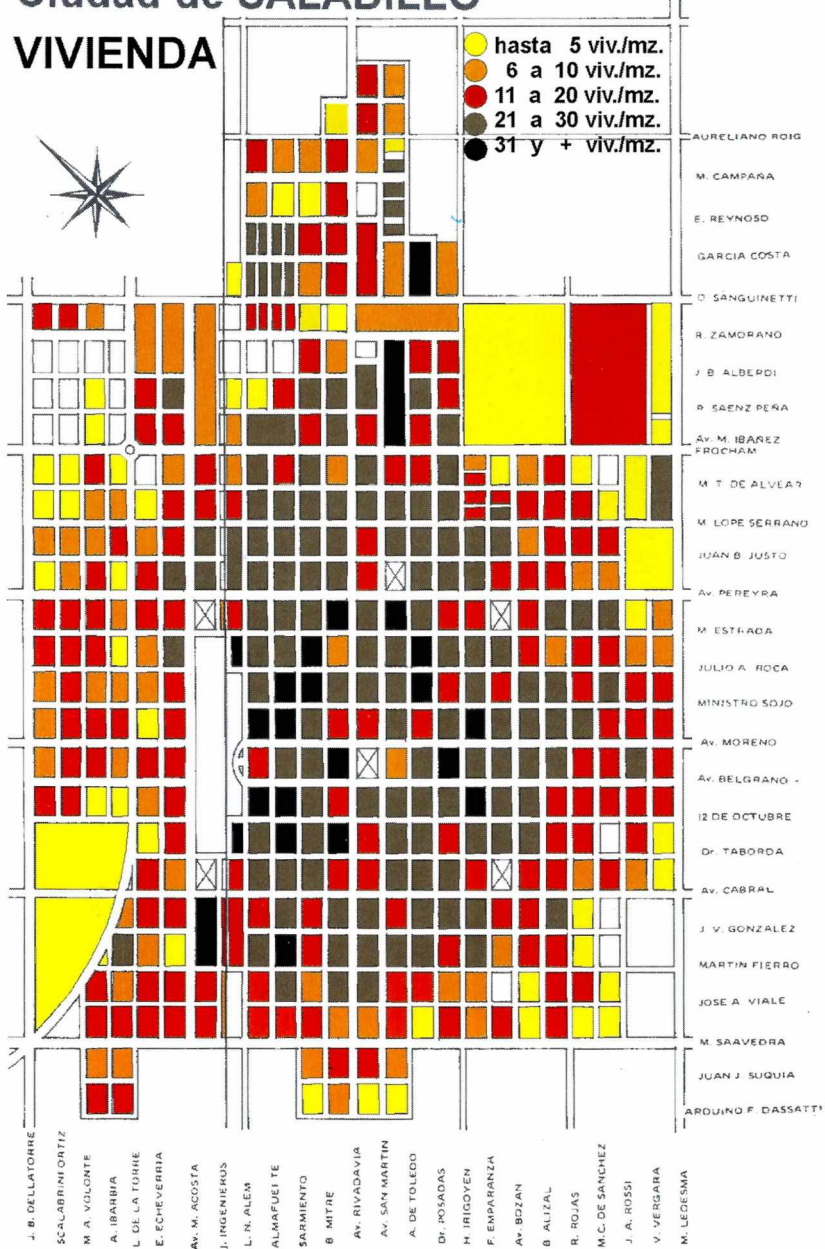 Ciudad de SALADILLO
VIVIENDA
hasta 5 viv./mz.
6 a 10 viv./mz.
11 a 20 viv./mz.
21 a 30 viv./mz.
31 y + viv./mz.
AURELIANO ROIG
M. CAMPAÑA
E. REYNOSO
GARCIA COSTA
D. SANGUINETTI
R. ZAMORANO
J. B. ALBERDI
R. SAENZ PEÑA
Av. M. IBAÑEZ
FROCHAM
M. T. DE ALVEAR
M. LOPE SERRANO
JUAN B. JUSTO
Av. PEREYRA
M. ESTRADA
JULIO A. ROCA
MINISTRO SOJO
Av. MORENO
Av. BELGRANO -
12 DE OCTUBRE
Dr. TABORDA
Av. CABRAL
J. V. GONZALEZ
MARTIN FIERRO
JOSE A. VIALE
M. SAAVEDRA
JUAN J. SUQUIA
ARDUINO F. DASSATTI
J. B. DELLATORRE
SCALABRINI ORTIZ
M. A. VOLONTE
A. IBARBIA
L. DE LA TORRE
E. ECHEVERRIA
Av. M. ACOSTA
J. INGENIEROS
L. N. ALEM
ALMAFUERTE
SARMIENTO
B. MITRE
Av. RIVADAVIA
Av. SAN MARTIN
A. DE TOLEDO
Dr. POSADAS
H. IRIGOYEN
F. EMPARANZA
Av. BOZAN
B. ALIZAL
R. ROJAS
M.C. DE SANCHEZ
J. A. ROSSI
V. VERGARA
M. LEDESMA